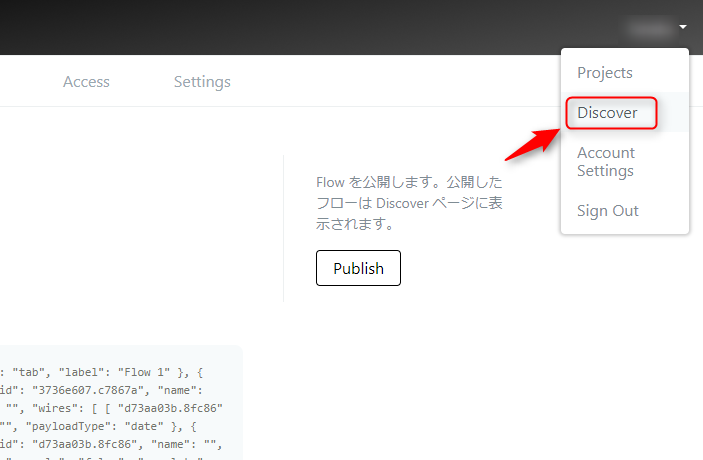 Projects
Access
Settings
Discover
Account
Settings
Sign Out
Flow を公開します。公開した
フローは Discover ページに表
示されます。
Publish
: "tab", "label": "Flow 1" }, {
id": "3736e607.c7867a", "name":
"", "wires": [ [ "d73aa03b.8fc86"
"", "payloadType": "date" }, {
id": "d73aa03b.8fc86", "name": "",